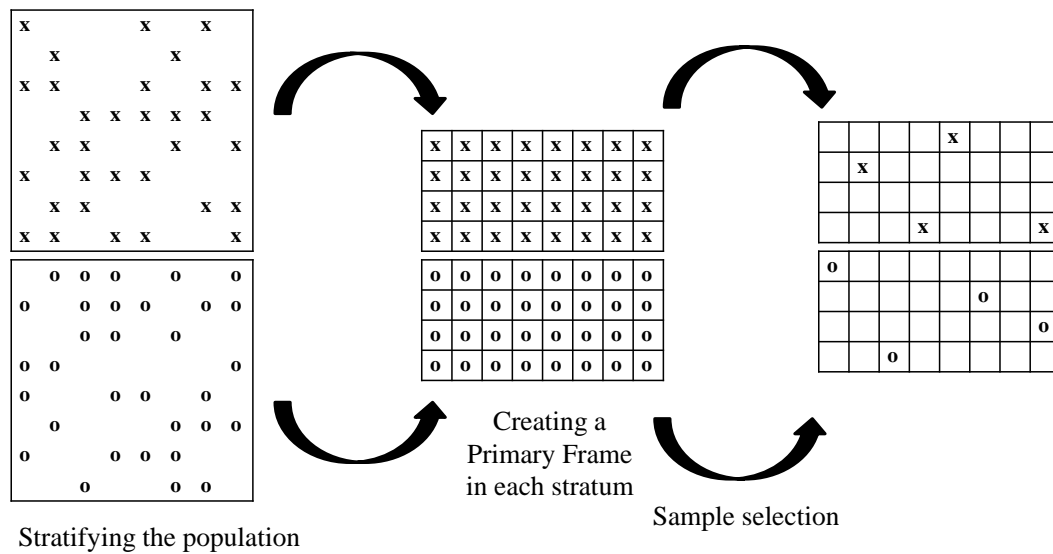 x x x
x x
x x x x x
x x x x x
x x x x
x x x x
x x x x
x x x x x
o o o o o
o o o o o o
o o o
o o o
o o o o
o o o o
o o o o
o o o
Stratifying the population
x x x x x x x x
x x x x x x x x
x x x x x x x x
x x x x x x x x
o o o o o o o o
o o o o o o o o
o o o o o o o o
o o o o o o o o
Creating a
Primary Frame
in each stratum
x
x
x x
o
o
o
o
Sample selection